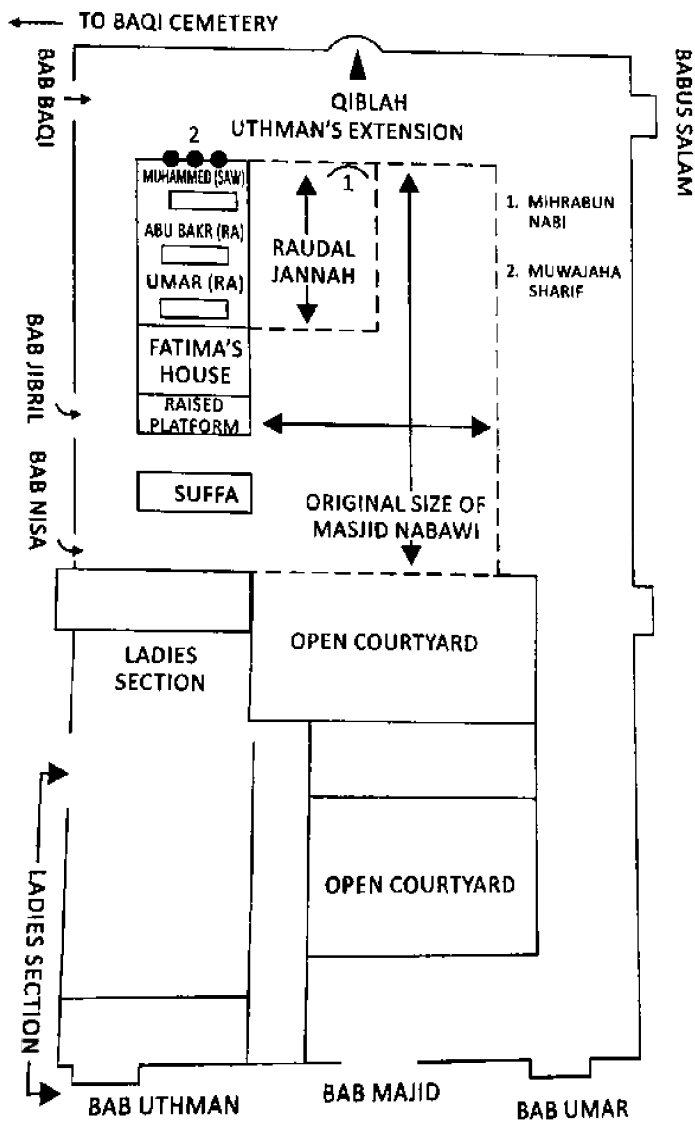 TO BAQI CEMETERY
BAB BAQI
QIBLAH
UTHMAN'S EXTENSION
BABUS SALAM
2
MUHAMMED (SAW)
1
ABU BAKR (RA)
UMAR (RA)
RAUDAL
JANNAH
1. MIHRABUN
NABI
2. MUWAJAHA
SHARIF
BAB JIBRIL
FATIMA'S
HOUSE
RAISED
PLATFORM
BAB NISA
SUFFA
ORIGINAL SIZE OF
MASJID NABAWI
LADIES
SECTION
OPEN COURTYARD
OPEN COURTYARD
LADIES SECTION
BAB UTHMAN
BAB MAJID
BAB UMAR